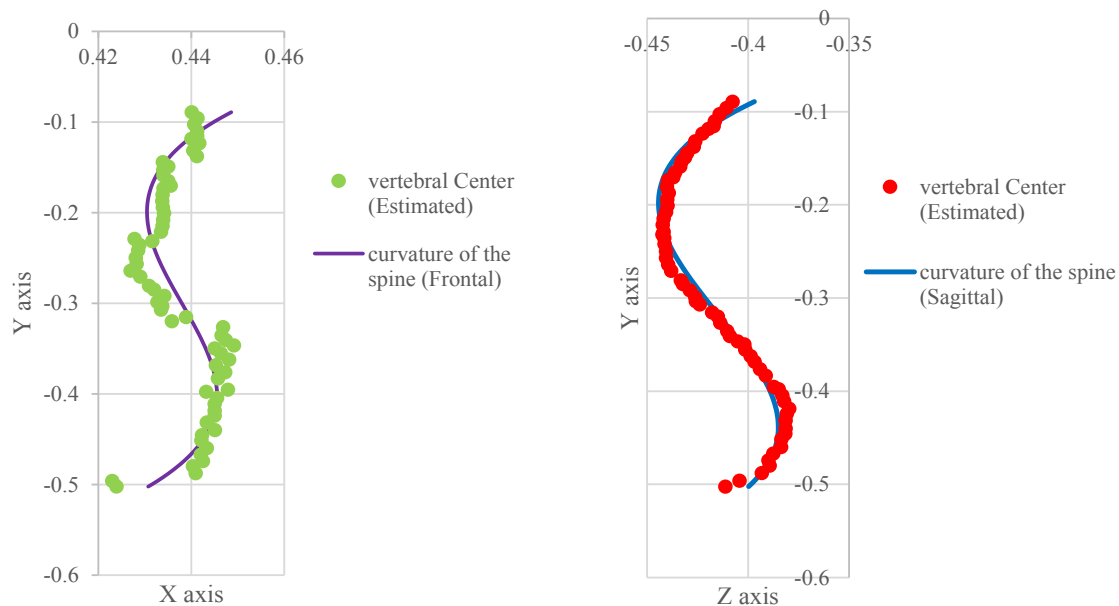 0
0.42
0.44
0.46
-0.1
-0.2
-0.3
-0.4
-0.5
-0.6
Y axis
X axis
vertebral Center
(Estimated)
curvature of the
spine (Frontal)
0
-0.45
-0.4
-0.35
-0.1
-0.2
-0.3
-0.4
-0.5
-0.6
Y axis
Z axis
vertebral Center
(Estimated)
curvature of the spine
(Sagittal)